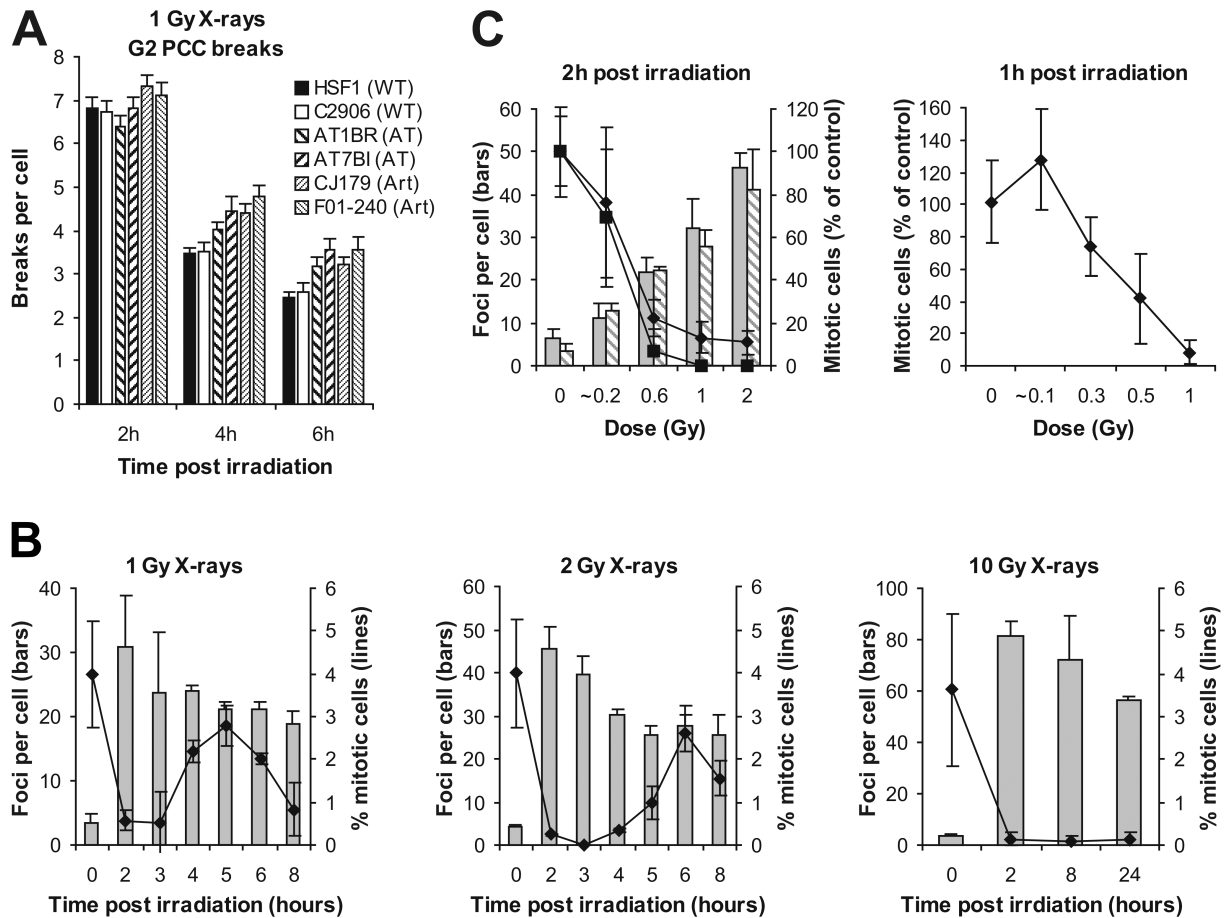 A
1 Gy X-rays
G2 PCC breaks
8
7
6
5
4
3
2
1
0
Breaks per cell
HSF1 (WT)
C2906 (WT)
AT1BR (AT)
AT7BI (AT)
CJ179 (Art)
F01-240 (Art)
2h 4h 6h
Time post irradiation
C
2h post irradiation
60
50
40
30
20
10
0
Foci per cell (bars)
120
100
80
60
40
20
0
Mitotic cells (% of control)
0 ~0.2 0.6 1 2
Dose (Gy)
1h post irradiation
160
140
120
100
80
60
40
20
0
Mitotic cells (% of control)
0 ~0.1 0.3 0.5 1
Dose (Gy)
B
1 Gy X-rays
40
30
20
10
0
Foci per cell (bars)
6
5
4
3
2
1
0
% mitotic cells (lines)
0 2 3 4 5 6 8
Time post irradiation (hours)
2 Gy X-rays
60
50
40
30
20
10
0
Foci per cell (bars)
6
5
4
3
2
1
0
% mitotic cells (lines)
0 2 3 4 5 6 8
Time post irradiation (hours)
10 Gy X-rays
100
80
60
40
20
0
Foci per cell (bars)
6
5
4
3
2
1
0
% mitotic cells (lines)
0 2 8 24
Time post irradiation (hours)